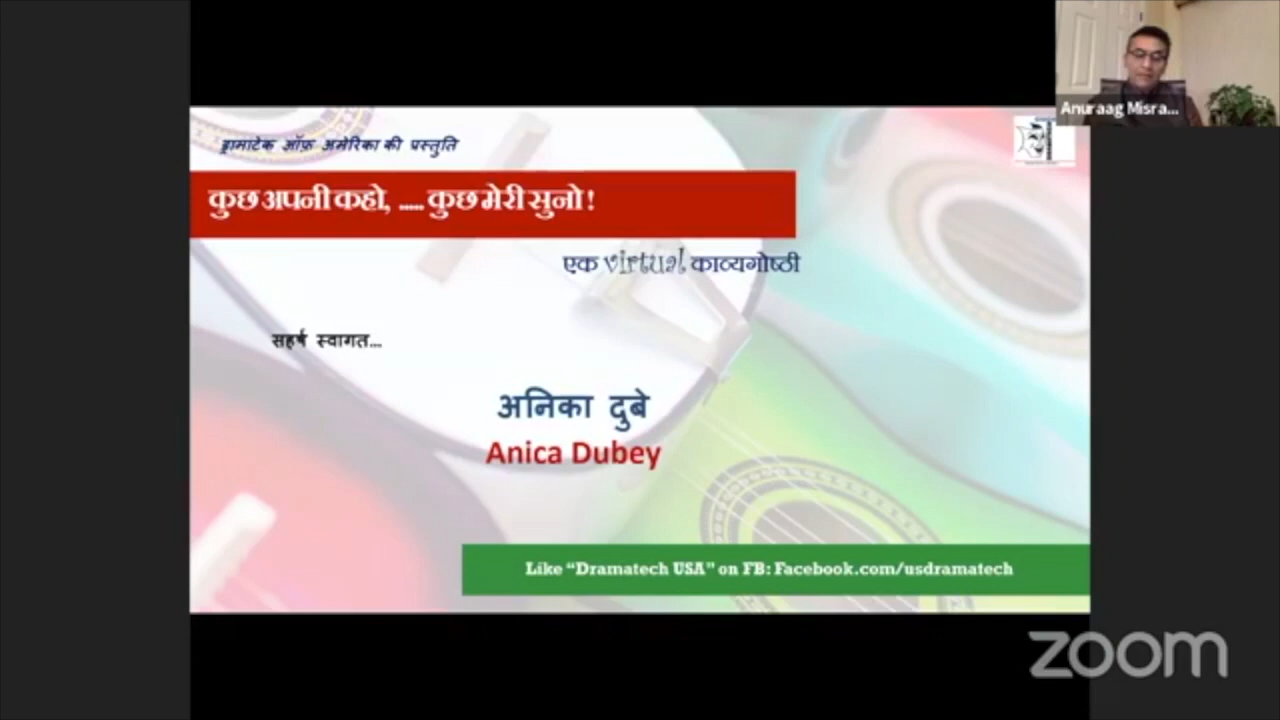 Anuraag Misra...
ड्रामाटेक ऑफ़ अमेरिका की प्रस्तुति
कुछ अपनी कहो, ..... कुछ मेरी सुनो !
एक virtual काव्यगोष्ठी
सहर्ष स्वागत...
अनिका दुबे
Anica Dubey
Like “Dramatech USA” on FB: Facebook.com/usdramatech
zoom